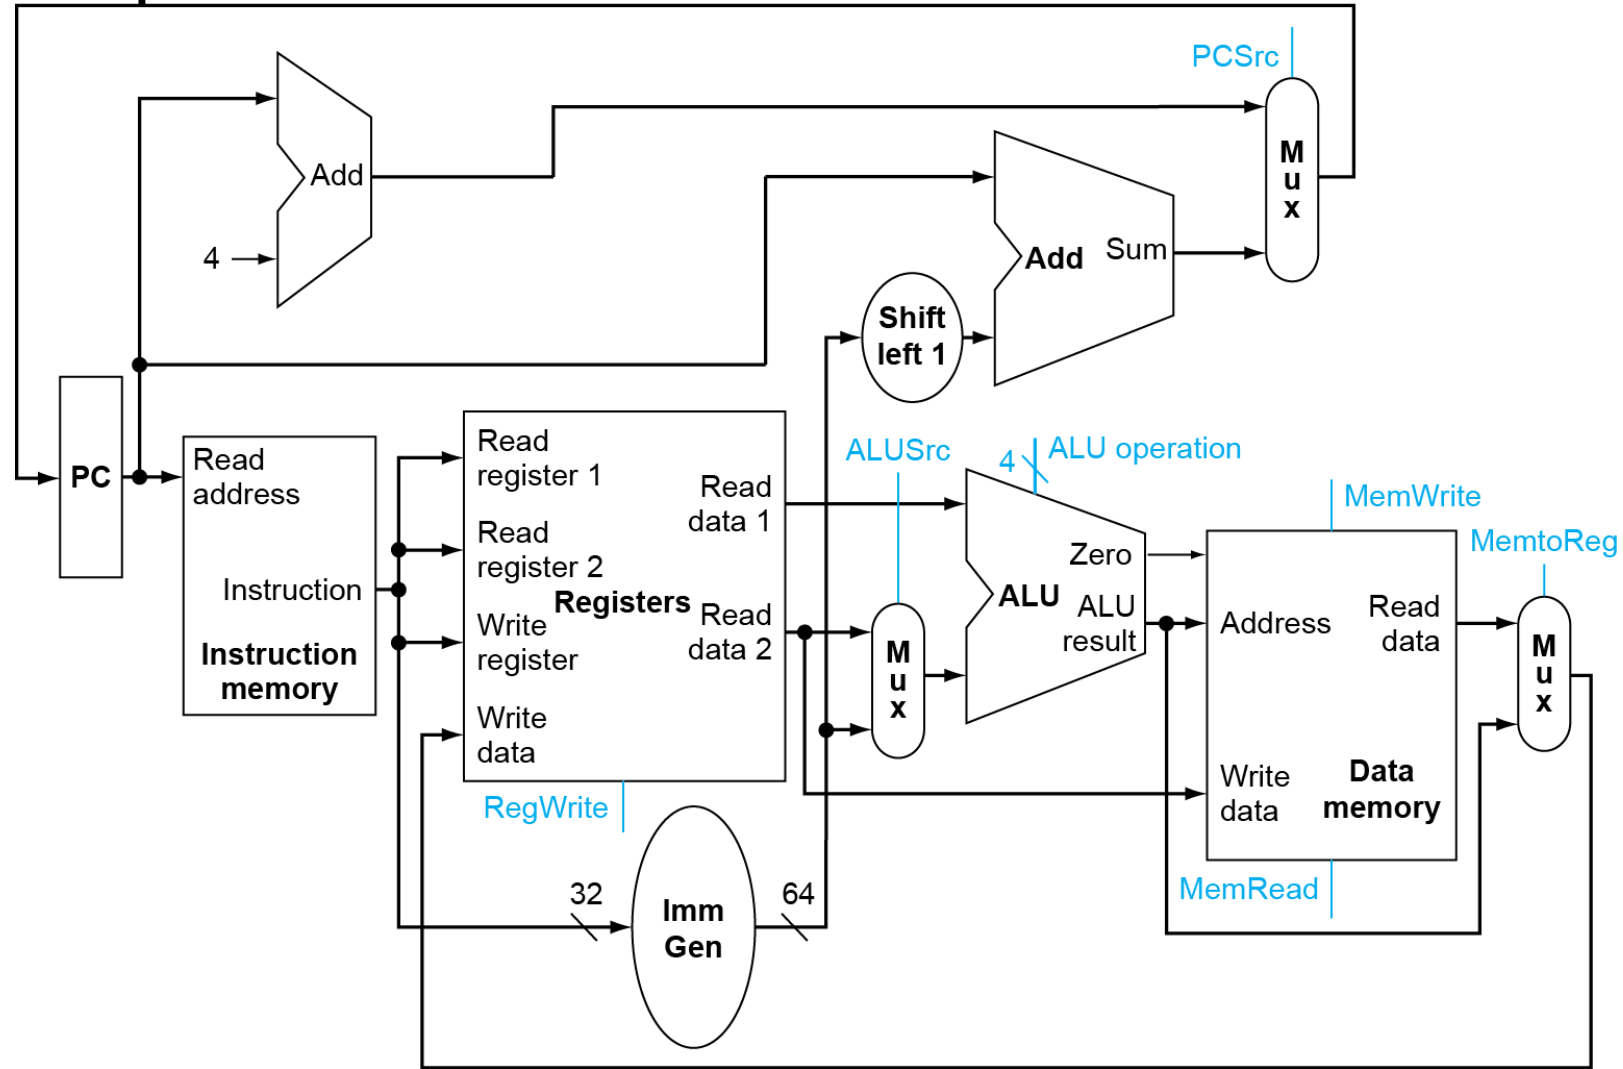 PCSrc
Add
4
M
u
x
Add
Sum
Shift
left 1
PC
Read
address
Instruction
Instruction
memory
Read
register 1
Read
register 2
Write
register
Write
data
Registers
Read
data 1
Read
data 2
RegWrite
ALUSrc
M
u
x
4
ALU operation
Zero
ALU
ALU
result
MemWrite
Address
Read
data
Write
data
Data
memory
MemRead
MemtoReg
M
u
x
32
Imm
Gen
64